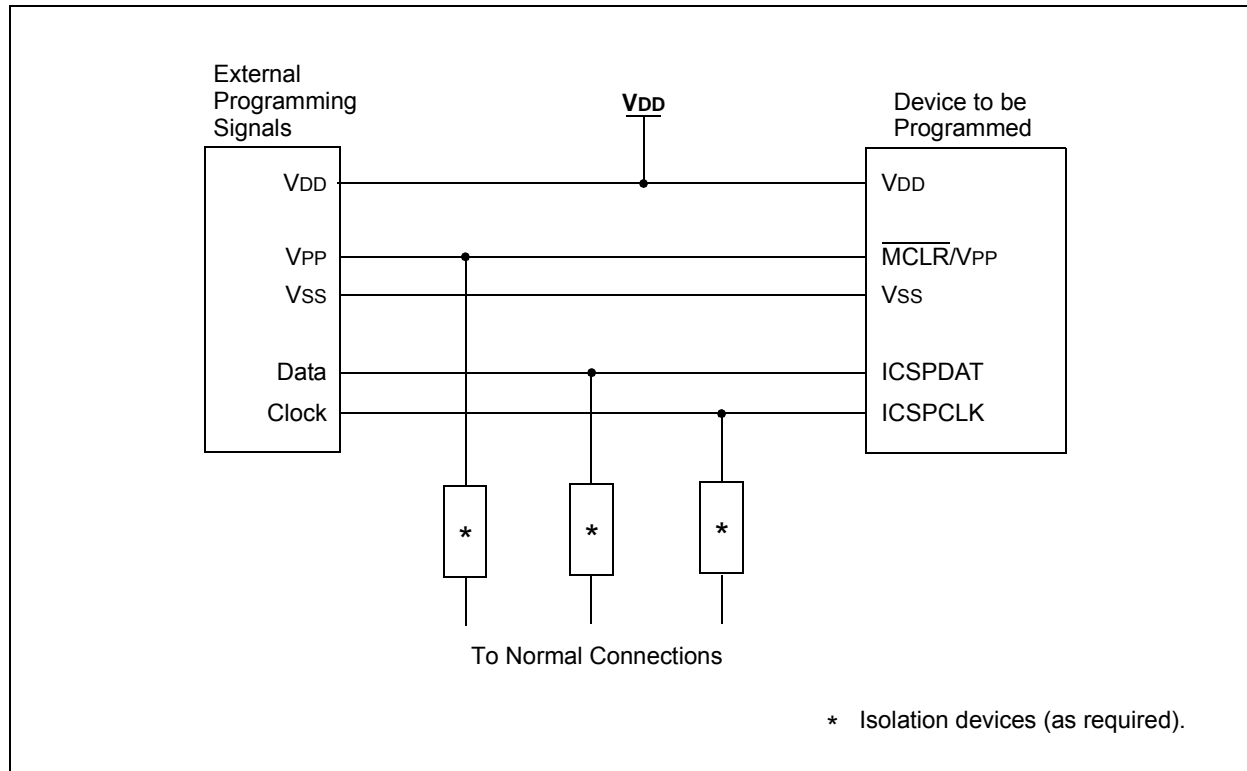 External
Programming
Signals
VDD
Device to be
Programmed
VDD
VDD
VPP
MCLR/VPP
VSS
VSS
Data
ICSPDAT
Clock
ICSPCLK
*
*
*
To Normal Connections
* Isolation devices (as required).